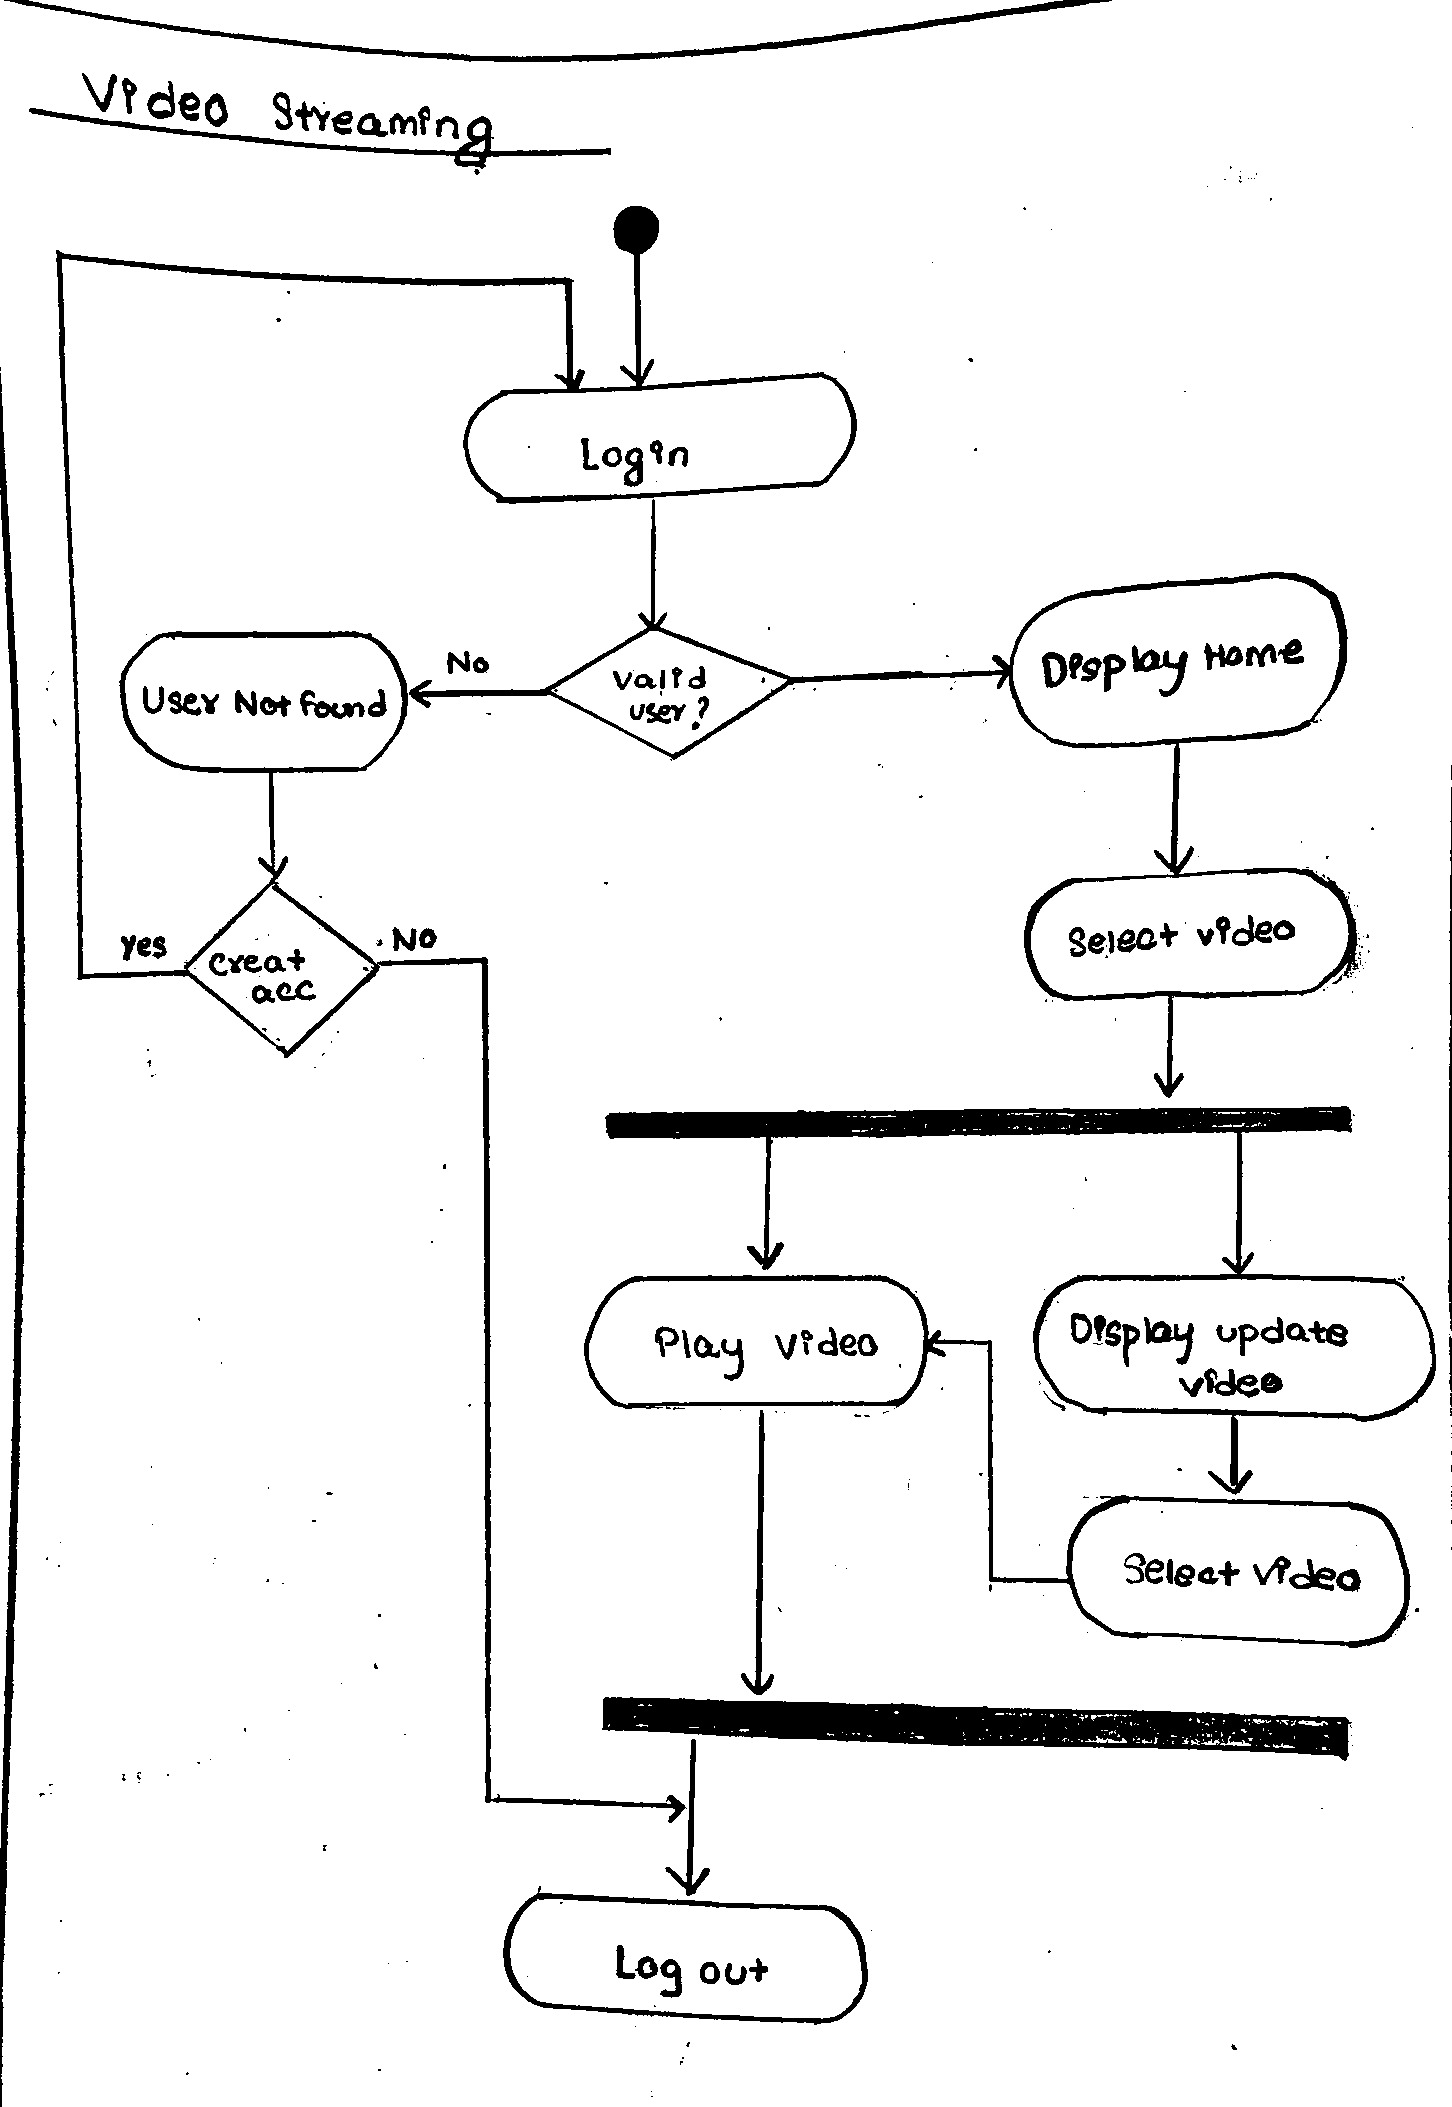 Video Streaming
Login
No
Valid
user?
Display Home
User Not found
Select video
Yes
Creat
acc
No
Play Video
Display update
video
Select Video
Log out